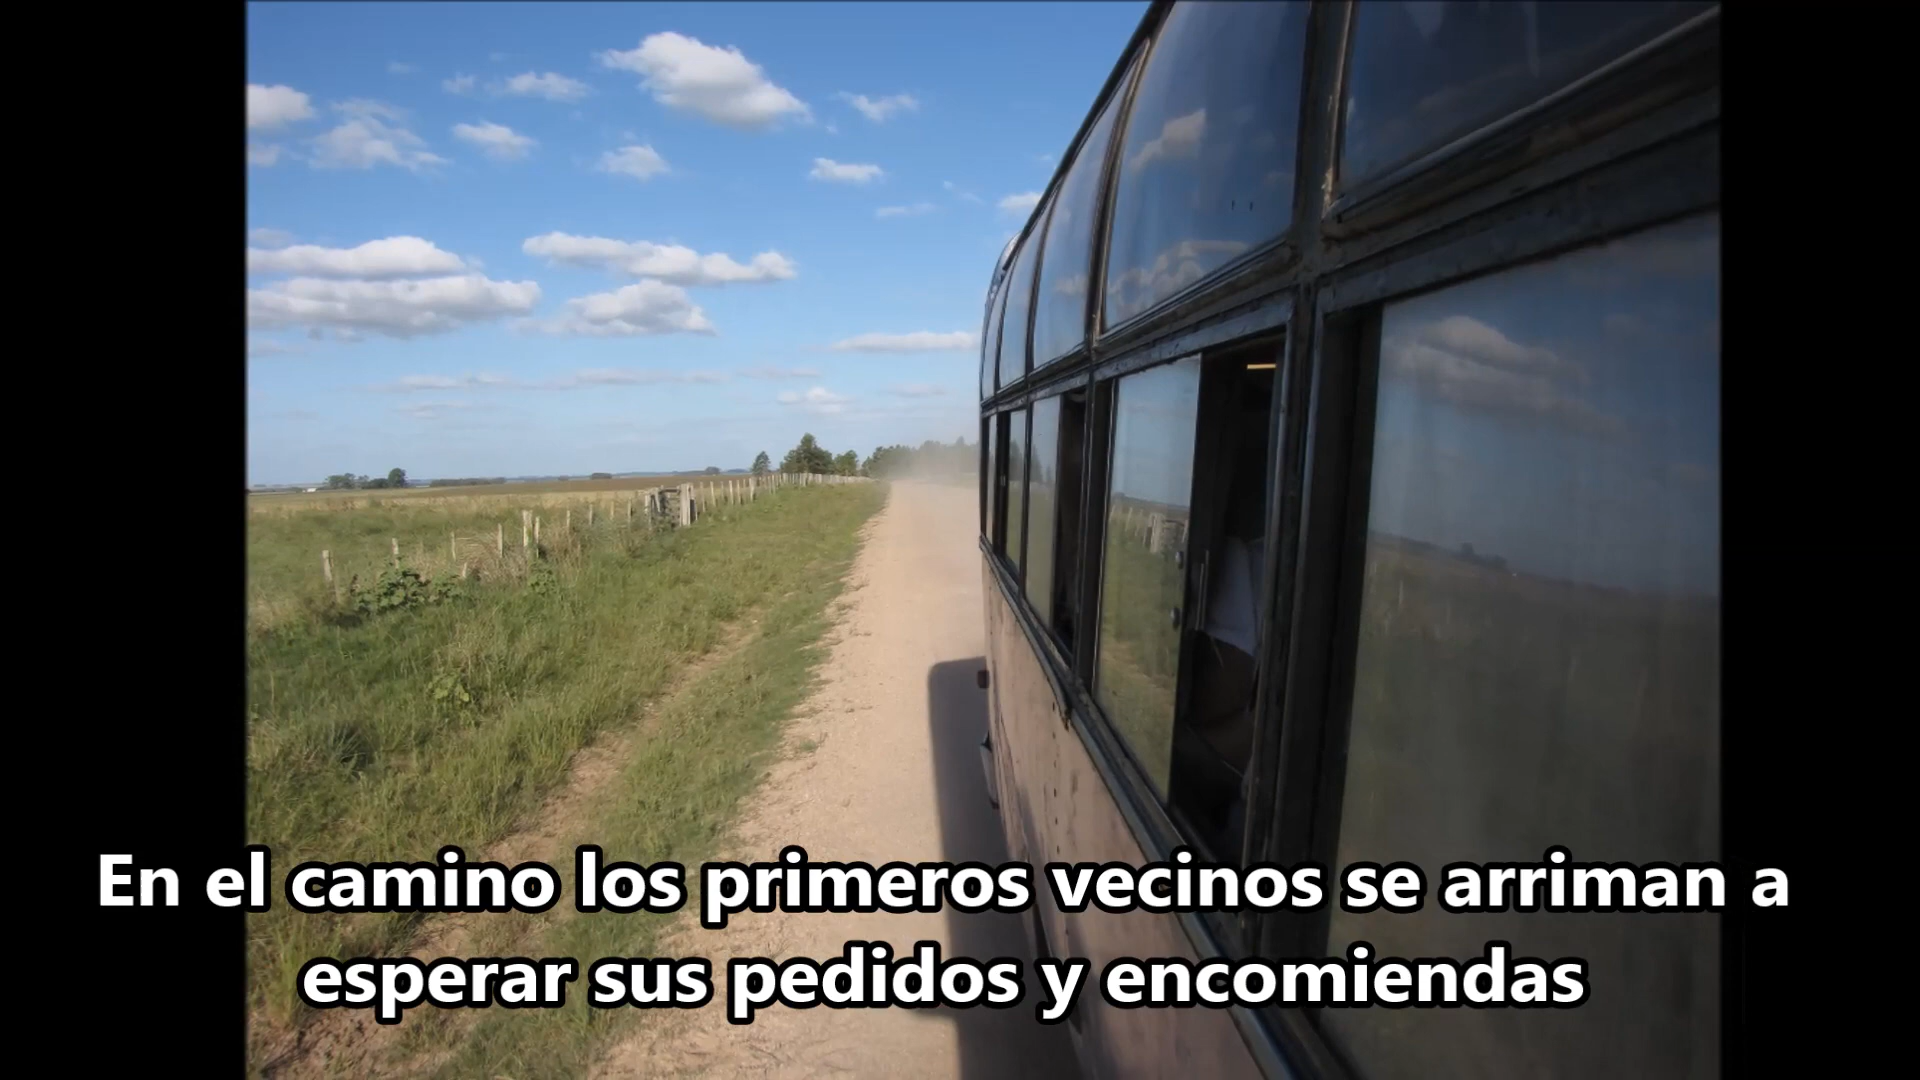 En el camino los primeros vecinos se arriman a
esperar sus pedidos y encomiendas